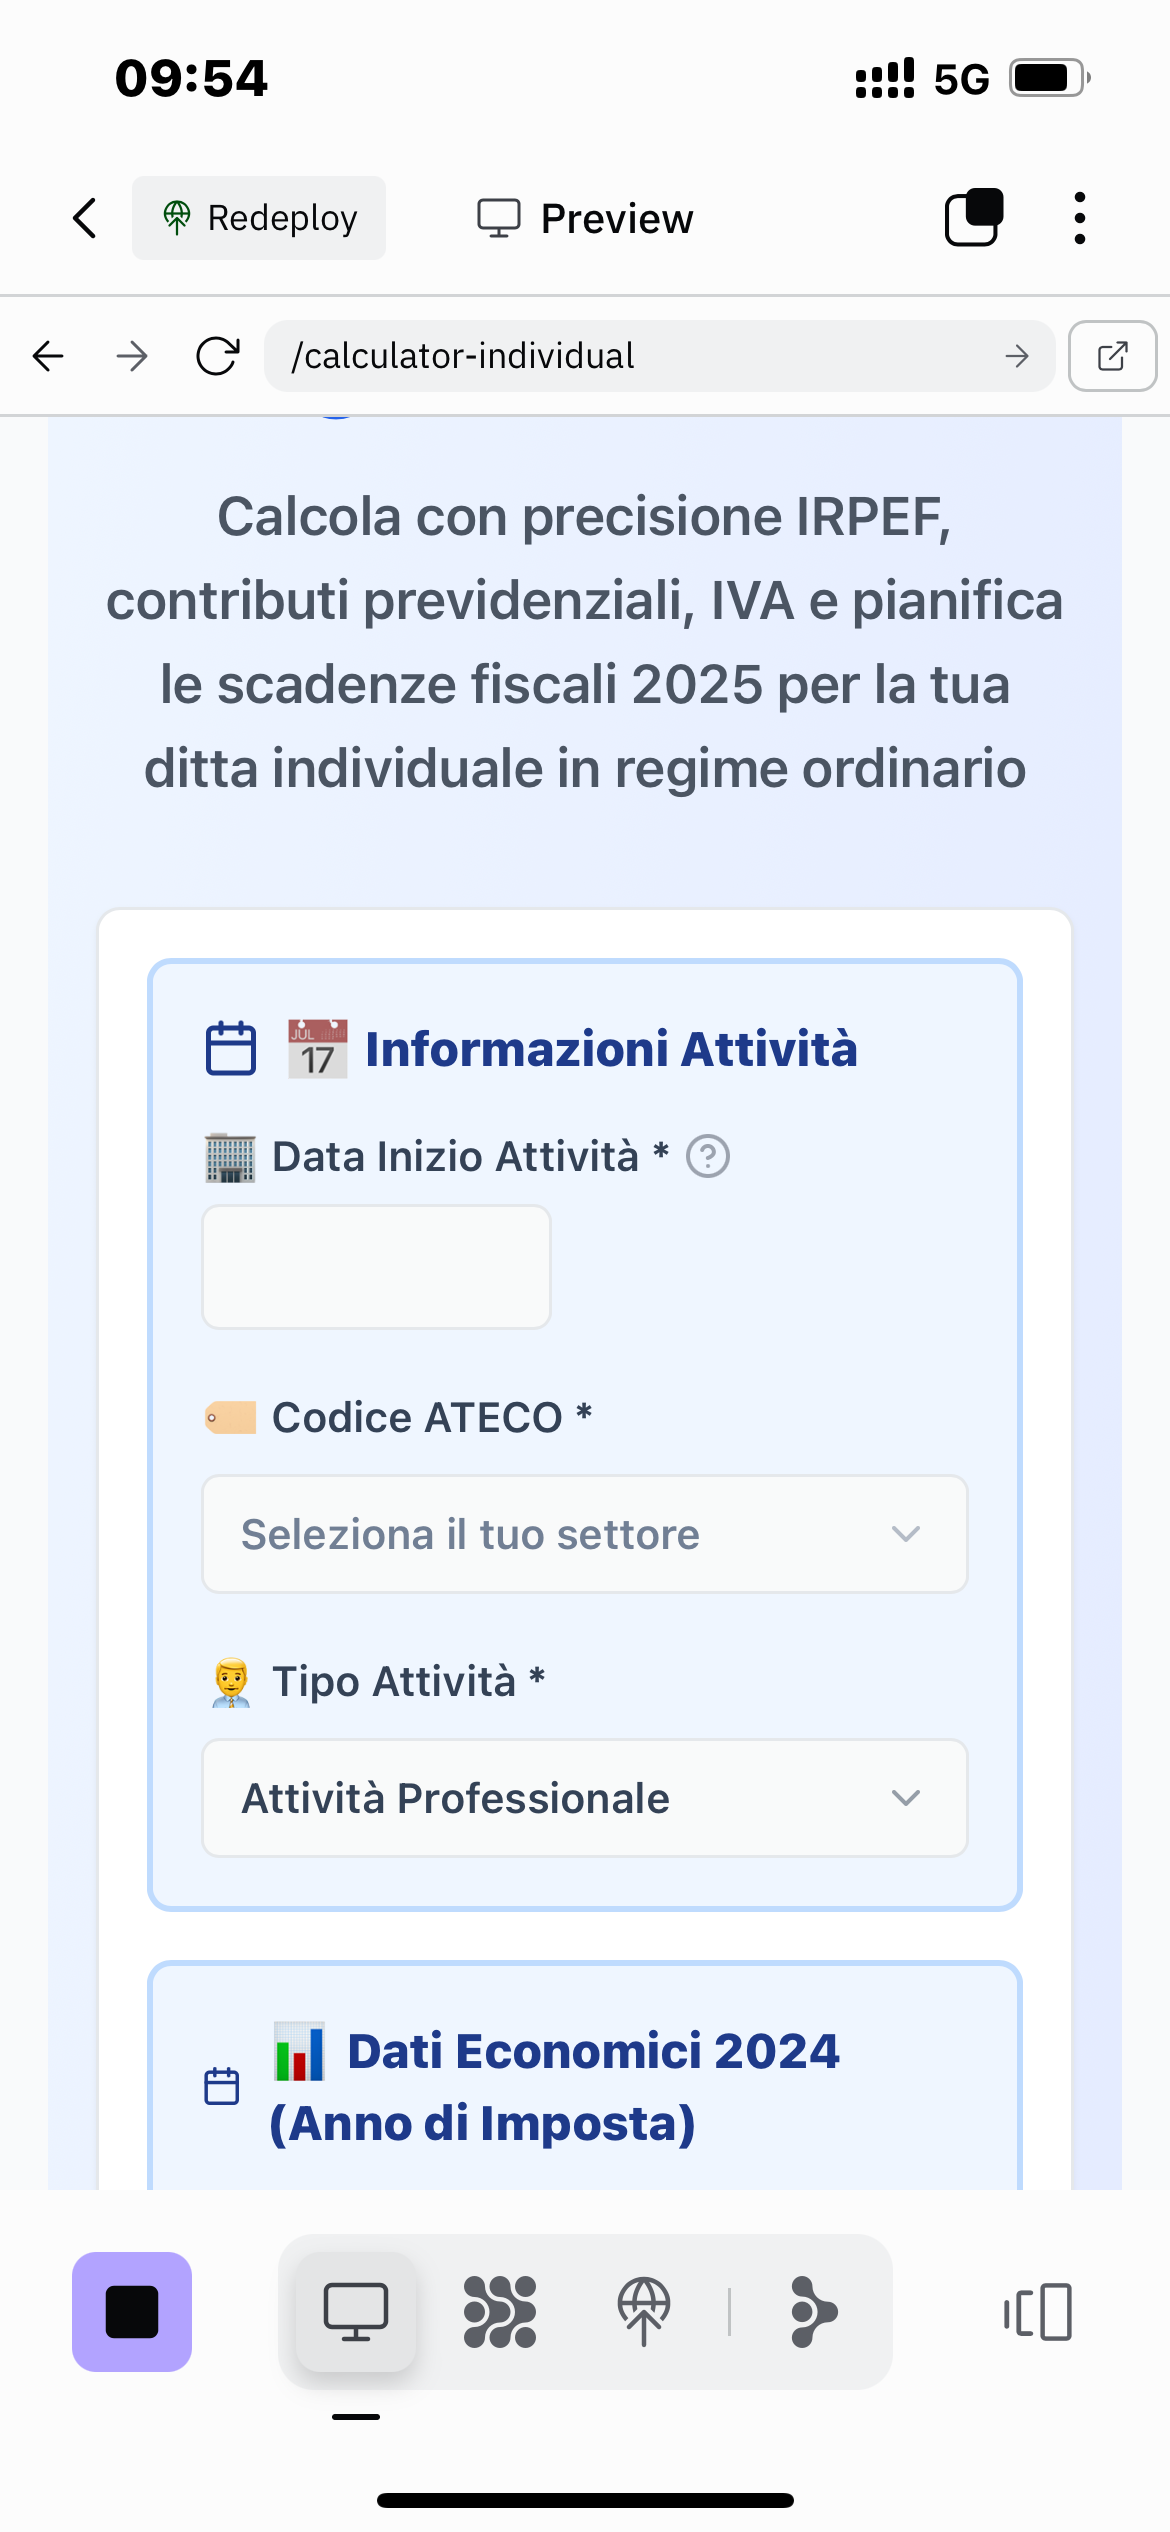 09:54
5G
Redeploy
Preview
/calculator-individual
Calcola con precisione IRPEF,
contributi previdenziali, IVA e pianifica
le scadenze fiscali 2025 per la tua
ditta individuale in regime ordinario
JUL
17
Informazioni Attività
Data Inizio Attività *
?
Codice ATECO *
Seleziona il tuo settore
Tipo Attività *
Attività Professionale
Dati Economici 2024
(Anno di Imposta)